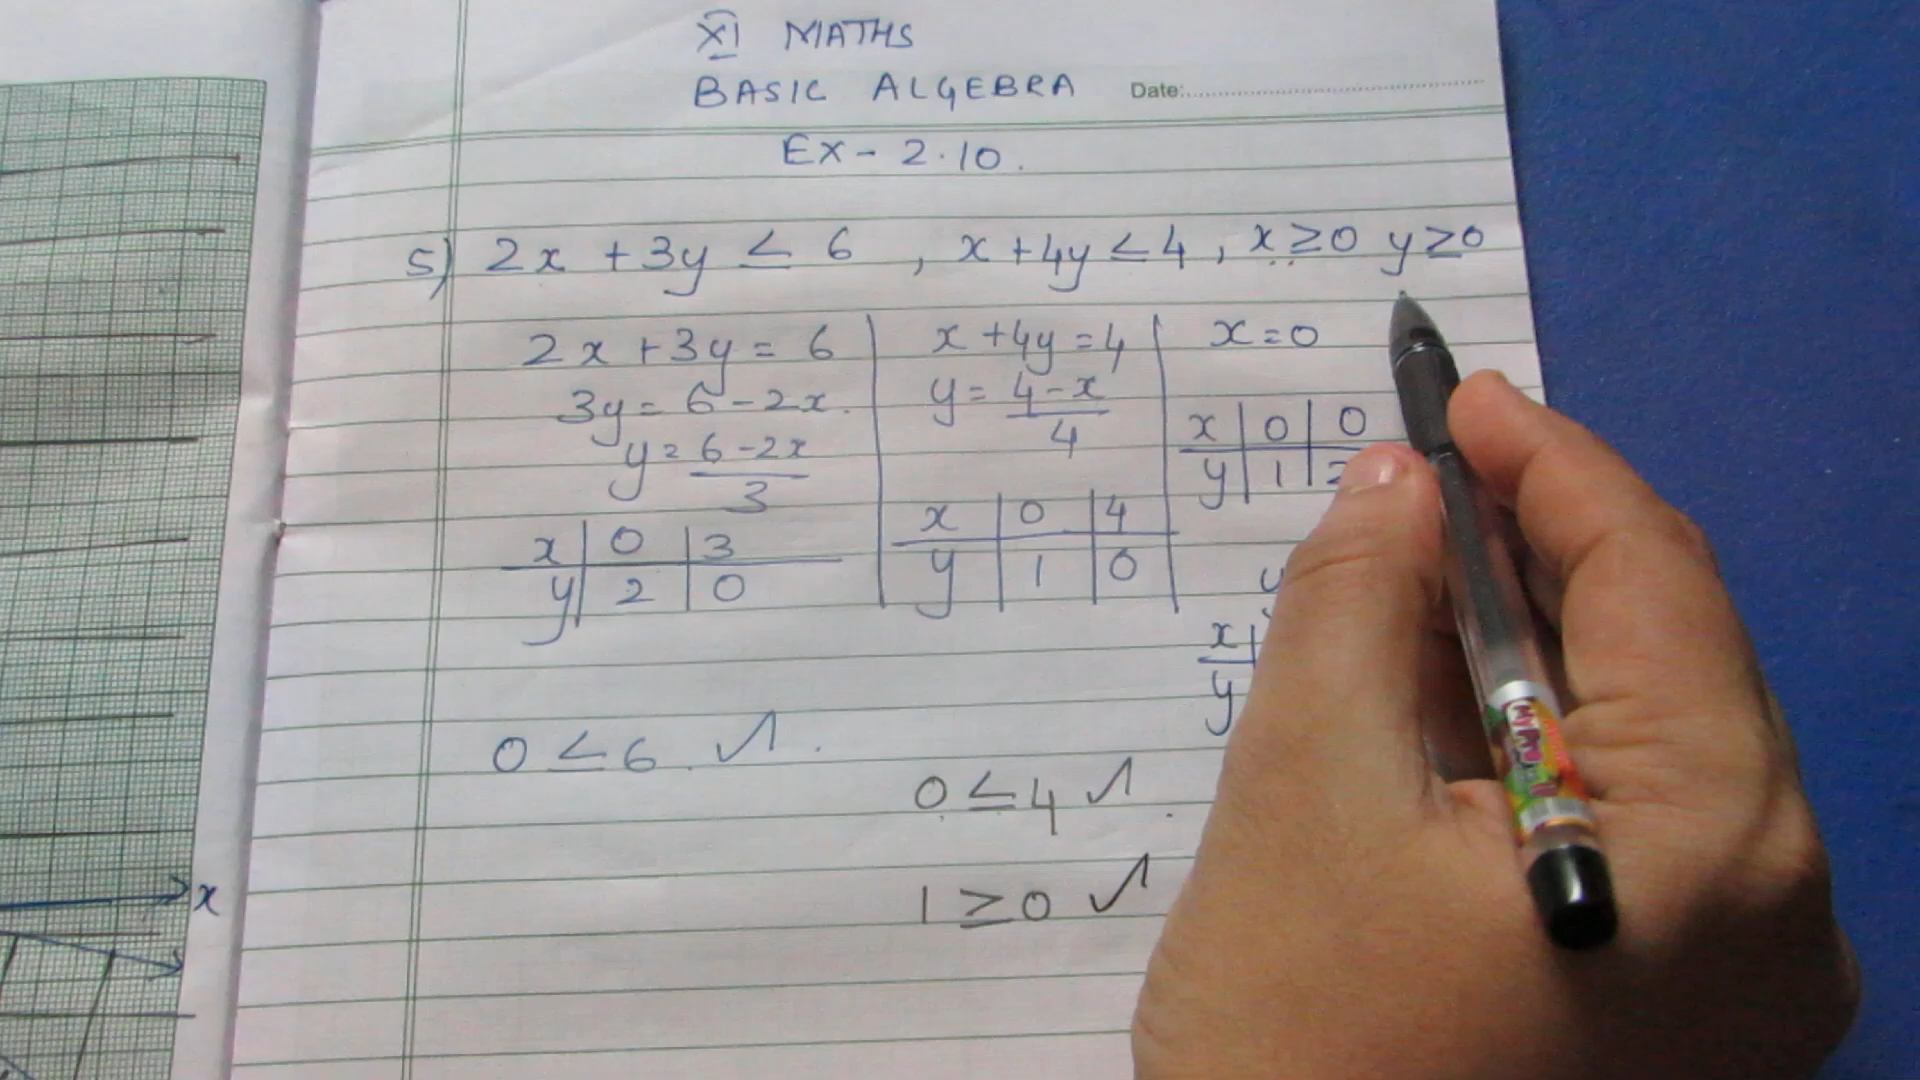 XI MATHS
BASIC ALGEBRA Date:
EX - 2.10.
5) 2x + 3y ≤ 6 , x + 4y ≤ 4 , x ≥ 0 y ≥ 0
2x + 3y = 6
3y = 6 - 2x.
y = 6 - 2x
3
x | 0 | 3
y | 2 | 0
0 ≤ 6 ✓.
x + 4y = 4
y = 4 - x
4
x | 0 | 4
y | 1 | 0
0 ≤ 4 ✓
1 ≥ 0 ✓
x = 0
x | 0 | 0
y | 1 | 2
x
y
x